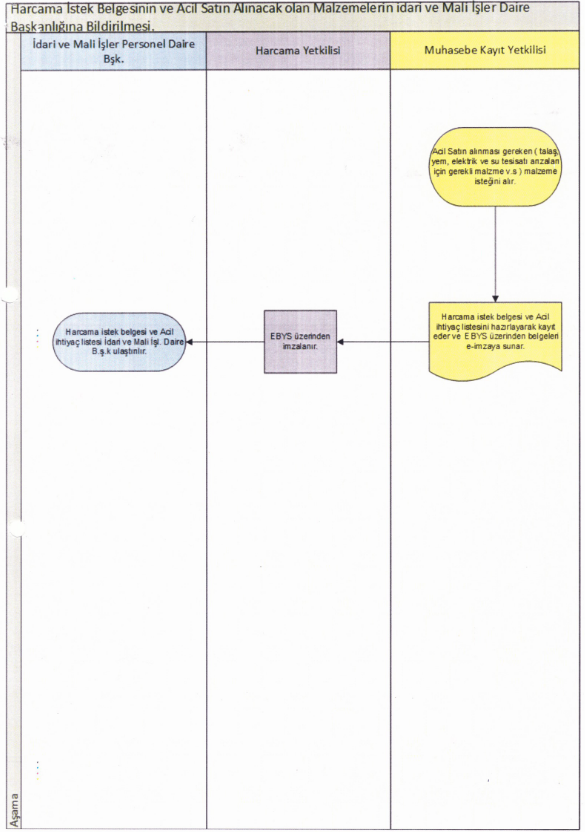 Harcama İstek Belgesinin ve Acil Satın Alınacak olan Malzemelerin idari ve Mali İşler Daire
Başkanlığına Bildirilmesi.
İdari ve Mali İşler Personel Daire
Bşk.
Harcama Yetkilisi
Muhasebe Kayıt Yetkilisi
Acil Satın alınması gereken ( talaş,
yem, elektrik ve su tesisatı arızaları
için gerekli malzme v.s ) malzeme
isteğini alır.
Harcama istek belgesi ve Acil
ihtiyaç listesini hazırlayarak kayıt
eder ve EBYS üzerinden belgeleri
e-imzaya sunar.
EBYS üzerinden
imzalanır.
Harcama istek belgesi ve Acil
ihtiyaç listesi İdari ve Mali İşl. Daire
B.ş.k ulaştırılır.
Aşama